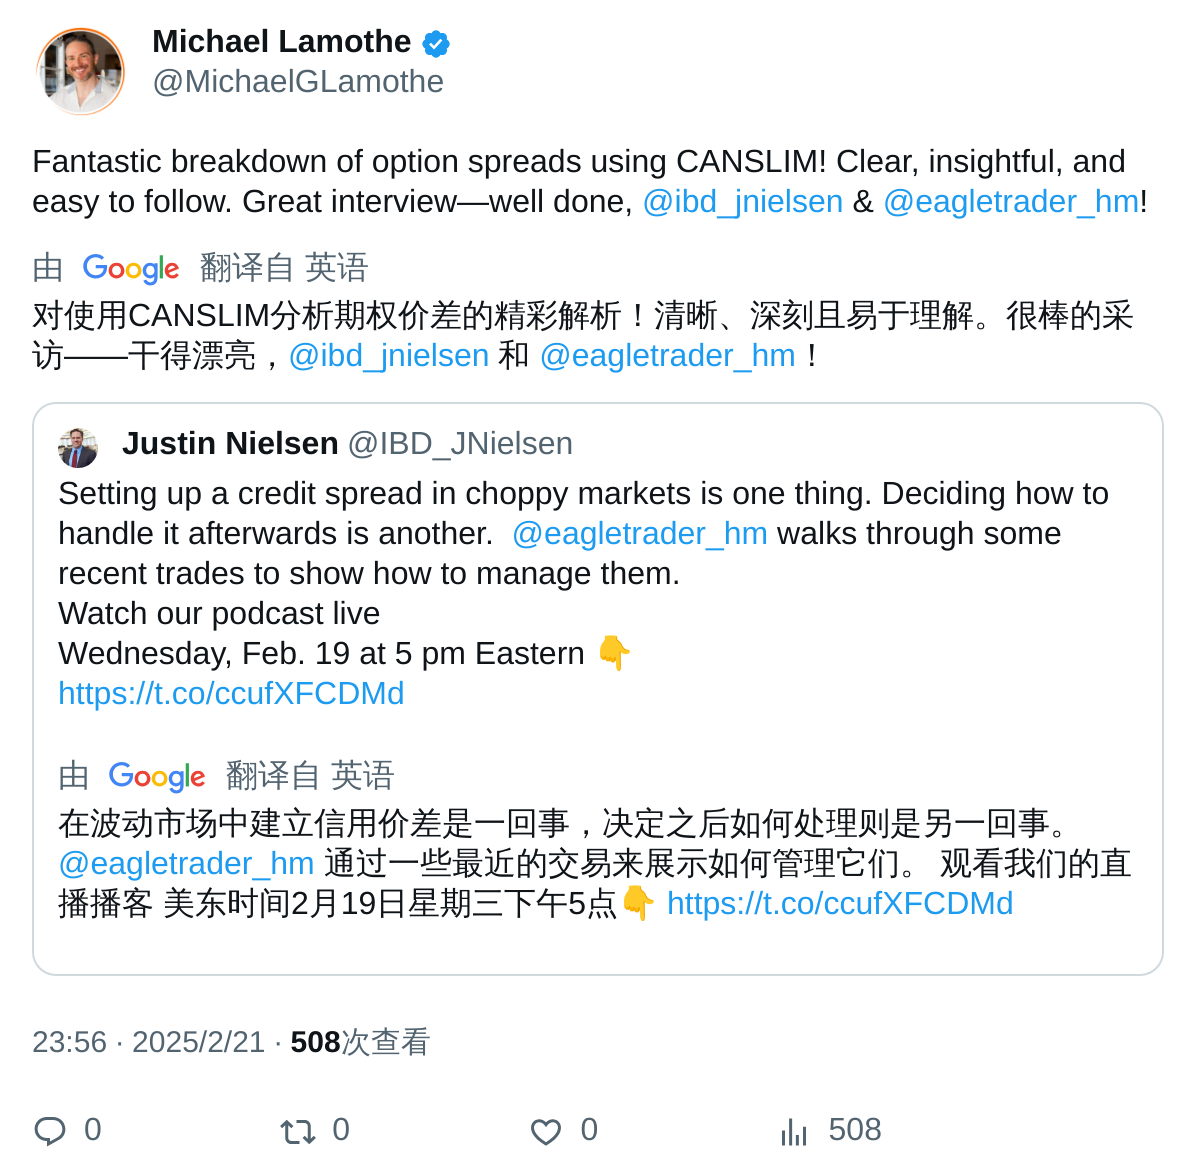 Michael Lamothe
@MichaelGLamothe
Fantastic breakdown of option spreads using CANSLIM! Clear, insightful, and
easy to follow. Great interview—well done, @ibd_jnielsen & @eagletrader_hm!
由 Google 翻译自 英语
对使用CANSLIM分析期权价差的精彩解析！清晰、深刻且易于理解。很棒的采
访——干得漂亮，@ibd_jnielsen 和 @eagletrader_hm！
Justin Nielsen @IBD_JNielsen
Setting up a credit spread in choppy markets is one thing. Deciding how to
handle it afterwards is another.  @eagletrader_hm walks through some
recent trades to show how to manage them.
Watch our podcast live
Wednesday, Feb. 19 at 5 pm Eastern 👇
https://t.co/ccufXFCDMd
由 Google 翻译自 英语
在波动市场中建立信用价差是一回事，决定之后如何处理则是另一回事。
@eagletrader_hm 通过一些最近的交易来展示如何管理它们。 观看我们的直
播播客 美东时间2月19日星期三下午5点👇 https://t.co/ccufXFCDMd
23:56 · 2025/2/21 · 508次查看
0 0 0 508